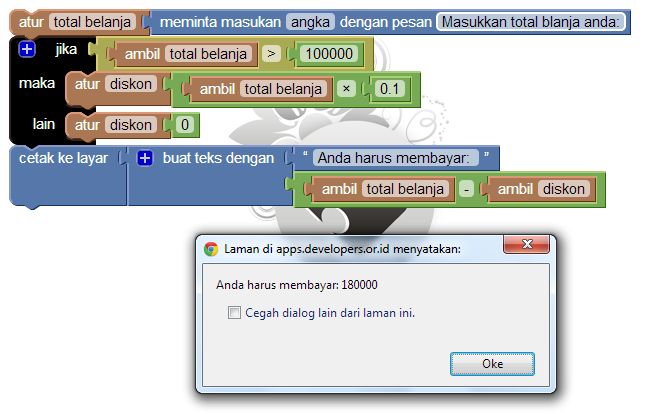 atur total belanja meminta masukan angka dengan pesan Masukkan total blanja anda:
jika ambil total belanja > 100000
maka atur diskon ambil total belanja × 0.1
lain atur diskon 0
cetak ke layar buat teks dengan “ Anda harus membayar: ”
ambil total belanja - ambil diskon
Laman di apps.developers.or.id menyatakan:
Anda harus membayar: 180000
Cegah dialog lain dari laman ini.
Oke